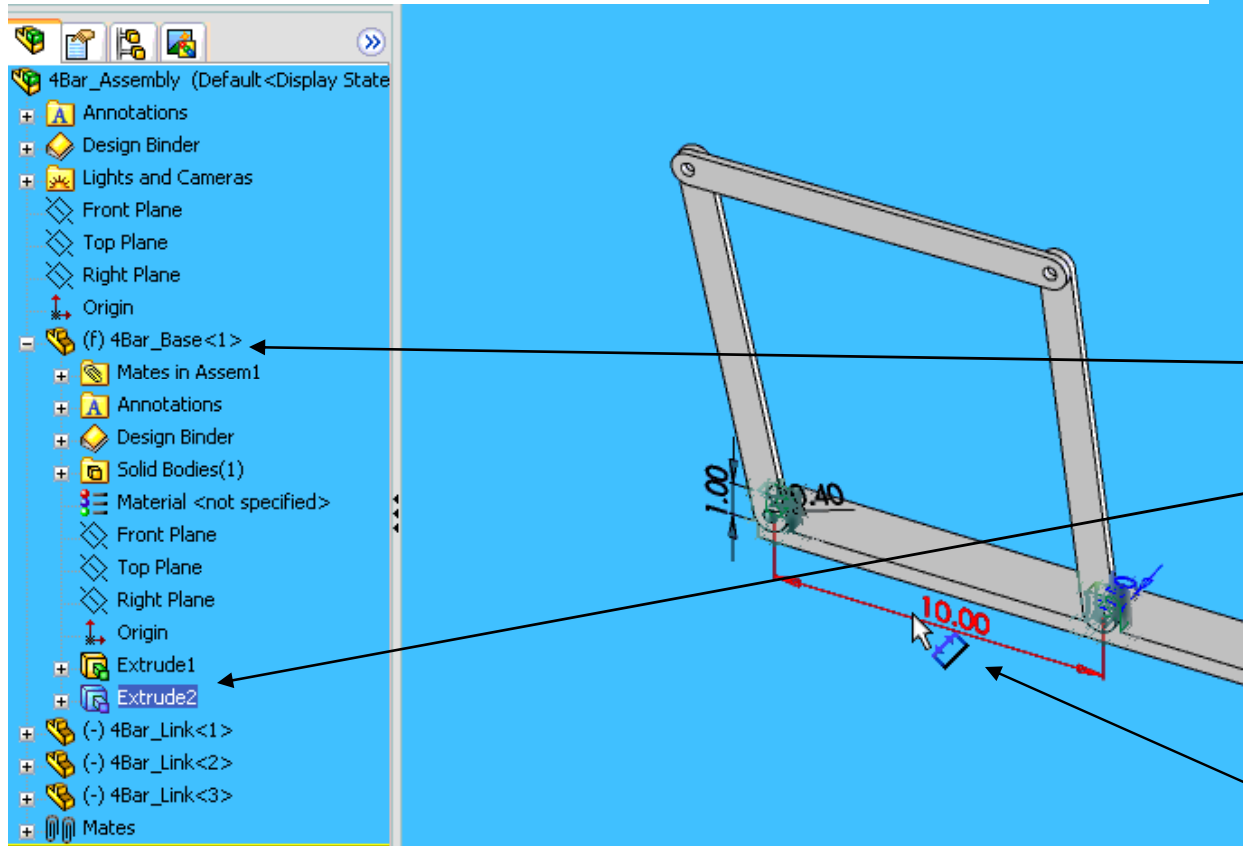 4Bar_Assembly (Default<Display State
Annotations
Design Binder
Lights and Cameras
Front Plane
Top Plane
Right Plane
Origin
(f) 4Bar_Base<1>
Mates in Assem1
Annotations
Design Binder
Solid Bodies(1)
Material <not specified>
Front Plane
Top Plane
Right Plane
Origin
Extrude1
Extrude2
(-) 4Bar_Link<1>
(-) 4Bar_Link<2>
(-) 4Bar_Link<3>
Mates
1.00
0.40
10.00